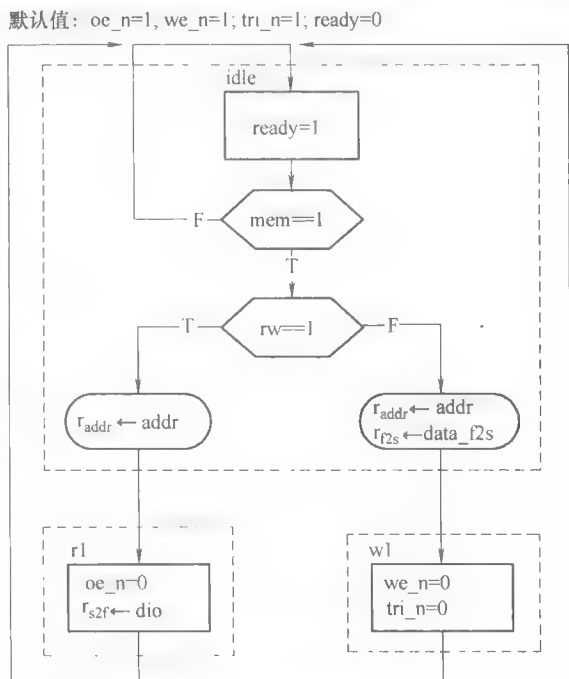 默认值: oe_n=1, we_n=1; tri_n=1; ready=0
idle
ready=1
mem==1
F
T
rw==1
T
F
r_addr ← addr
r_addr ← addr
r_f2s ← data_f2s
r1
oe_n=0
r_s2f ← dio
w1
we_n=0
tri_n=0